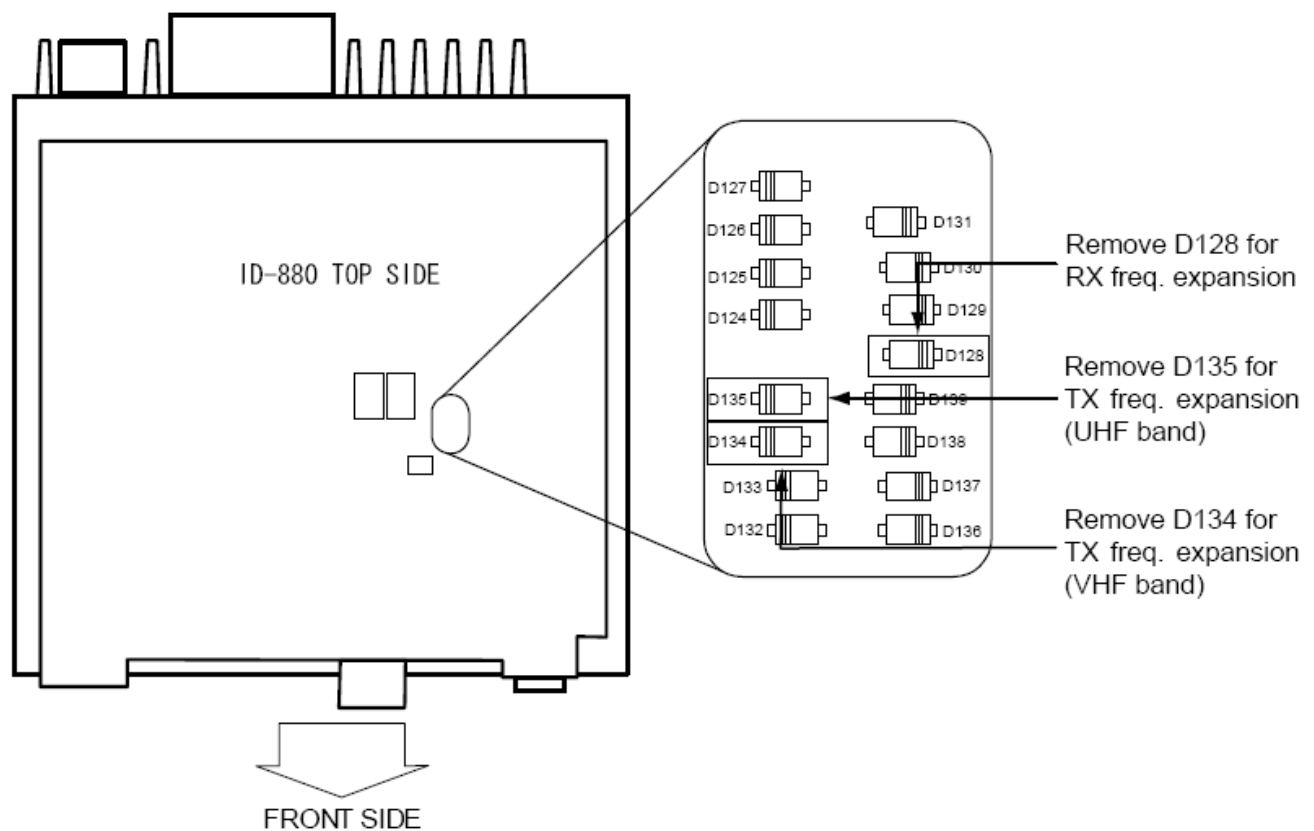 ID-880 TOP SIDE
FRONT SIDE
D127
D126
D125
D124
D135
D134
D133
D132
D131
D130
D129
D128
D139
D138
D137
D136
Remove D128 for
RX freq. expansion
Remove D135 for
TX freq. expansion
(UHF band)
Remove D134 for
TX freq. expansion
(VHF band)